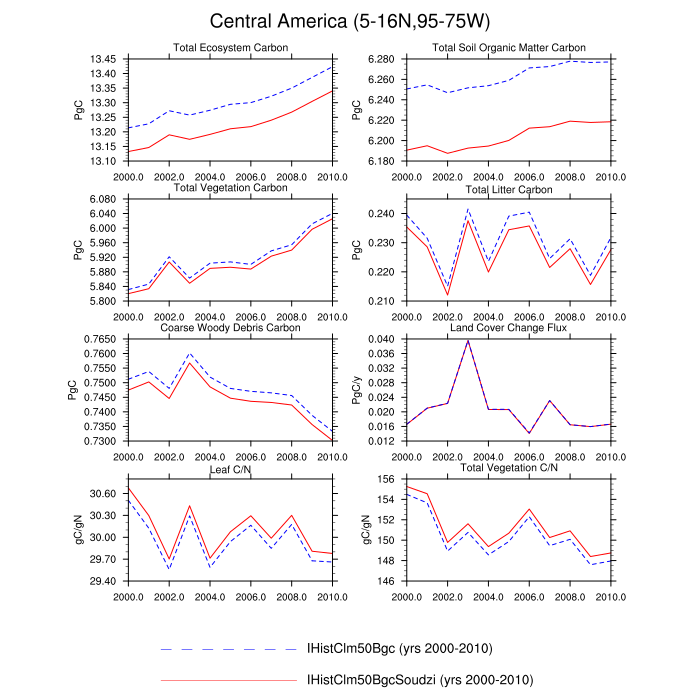 Central America (5-16N,95-75W)
Total Ecosystem Carbon
PgC
13.45
13.40
13.35
13.30
13.25
13.20
13.15
13.10
2000.0 2002.0 2004.0 2006.0 2008.0 2010.0
Total Soil Organic Matter Carbon
PgC
6.280
6.260
6.240
6.220
6.200
6.180
2000.0 2002.0 2004.0 2006.0 2008.0 2010.0
Total Vegetation Carbon
PgC
6.080
6.040
6.000
5.960
5.920
5.880
5.840
5.800
2000.0 2002.0 2004.0 2006.0 2008.0 2010.0
Total Litter Carbon
PgC
0.240
0.230
0.220
0.210
2000.0 2002.0 2004.0 2006.0 2008.0 2010.0
Coarse Woody Debris Carbon
PgC
0.7650
0.7600
0.7550
0.7500
0.7450
0.7400
0.7350
0.7300
2000.0 2002.0 2004.0 2006.0 2008.0 2010.0
Land Cover Change Flux
PgC/y
0.040
0.036
0.032
0.028
0.024
0.020
0.016
0.012
2000.0 2002.0 2004.0 2006.0 2008.0 2010.0
Leaf C/N
gC/gN
30.60
30.30
30.00
29.70
29.40
2000.0 2002.0 2004.0 2006.0 2008.0 2010.0
Total Vegetation C/N
gC/gN
156
154
152
150
148
146
2000.0 2002.0 2004.0 2006.0 2008.0 2010.0
IHistClm50Bgc (yrs 2000-2010)
IHistClm50BgcSoudzi (yrs 2000-2010)